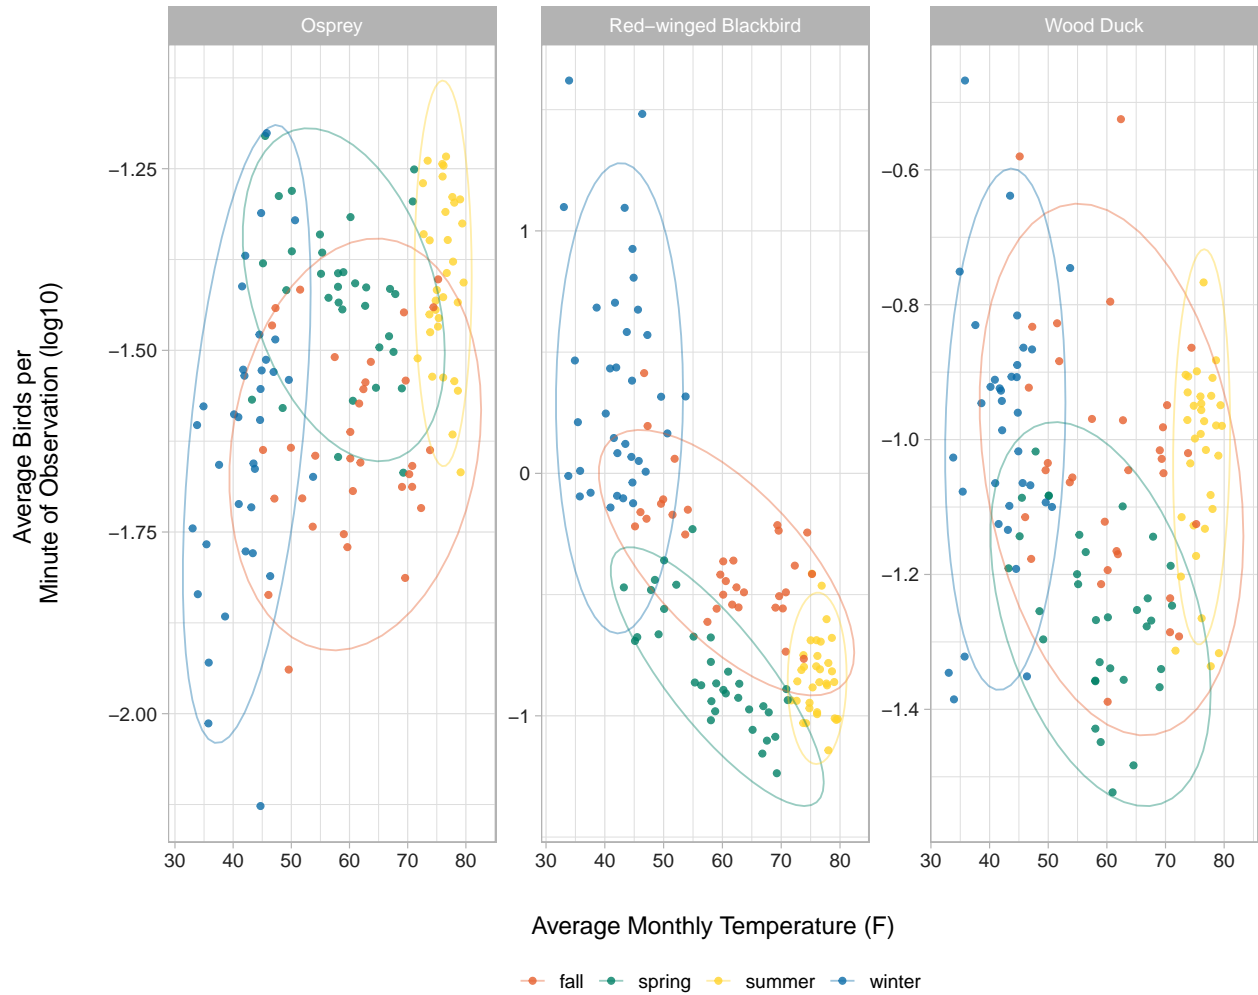 Osprey
Red−winged Blackbird
Wood Duck
Average Birds per
Minute of Observation (log10)
−1.25
−1.50
−1.75
−2.00
1
0
−1
−0.6
−0.8
−1.0
−1.2
−1.4
30 40 50 60 70 80
30 40 50 60 70 80
30 40 50 60 70 80
Average Monthly Temperature (F)
fall spring summer winter